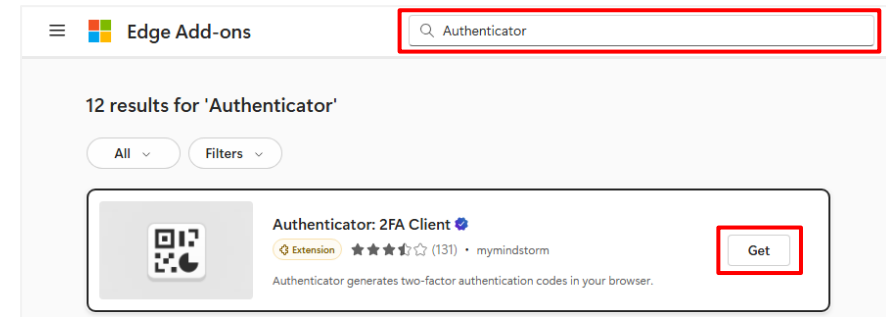 Edge Add-ons
Authenticator
12 results for 'Authenticator'
All
Filters
Authenticator: 2FA Client
Extension (131) • mymindstorm
Get
Authenticator generates two-factor authentication codes in your browser.